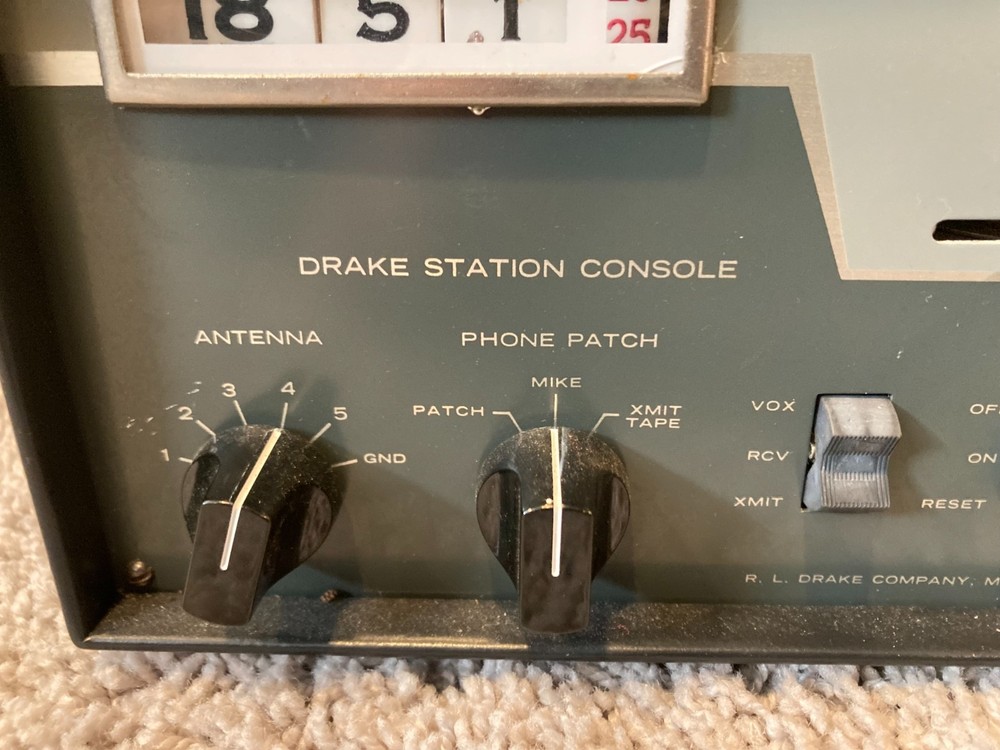 18 5 1
25
DRAKE STATION CONSOLE
ANTENNA
1 2 3 4 5 GND
PHONE PATCH
PATCH MIKE XMIT
TAPE
VOX
RCV
XMIT
ON
RESET
R. L. DRAKE COMPANY,